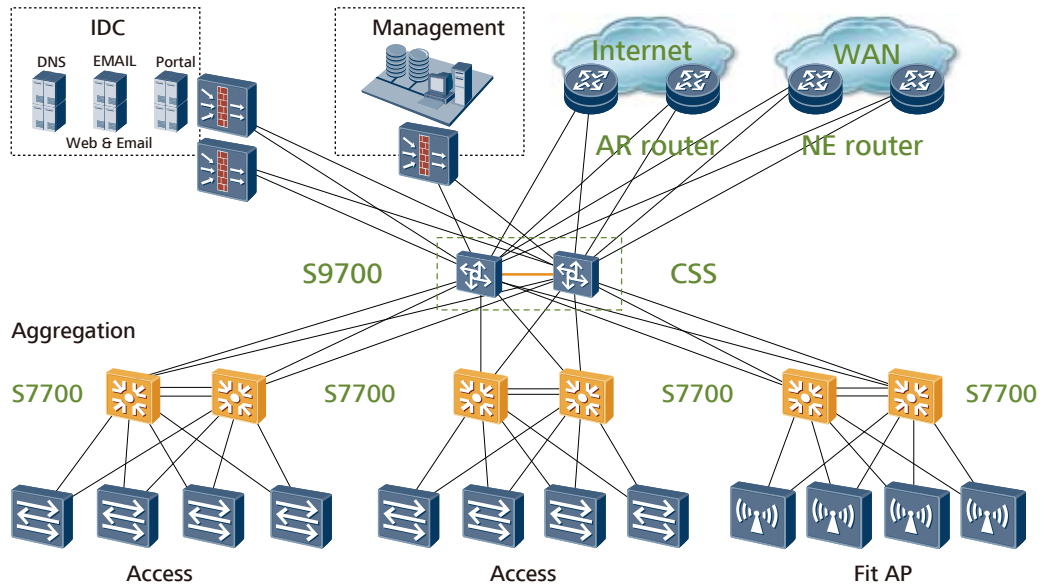 IDC
Management
Internet
WAN
DNS
EMAIL
Portal
Web & Email
AR router
NE router
S9700
CSS
Aggregation
S7700
S7700
S7700
S7700
Access
Access
Fit AP